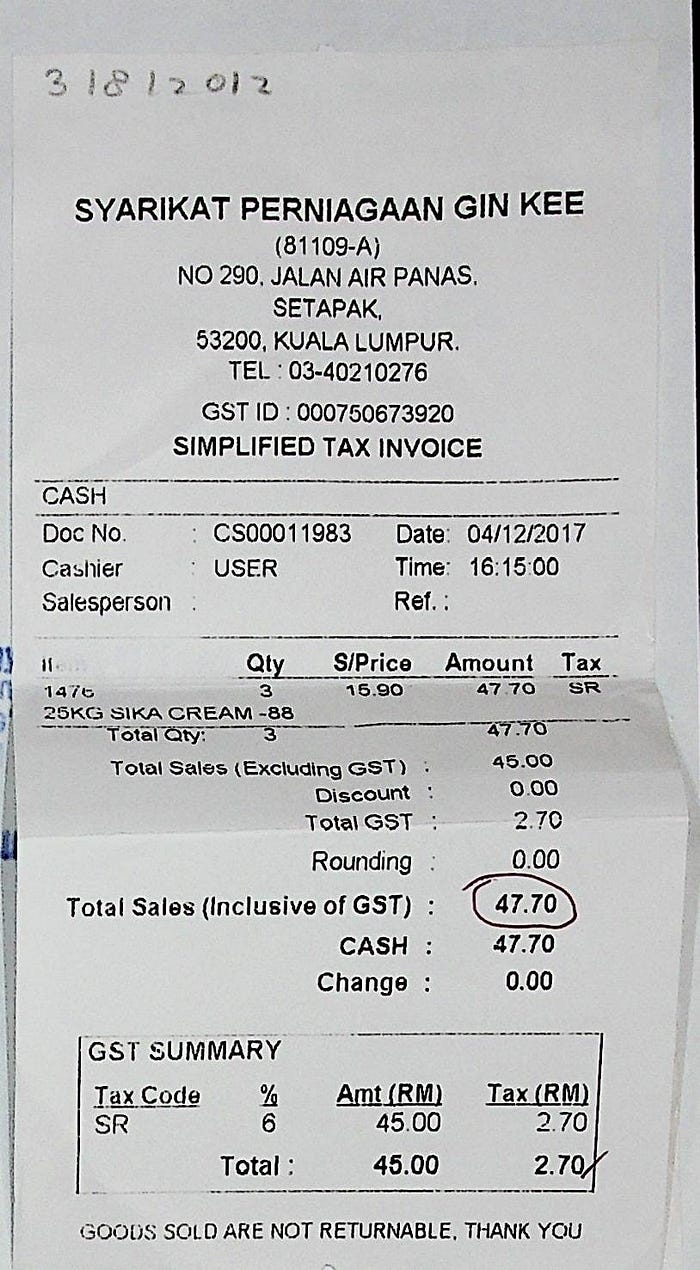 31812012
SYARIKAT PERNIAGAAN GIN KEE
(81109-A)
NO 290, JALAN AIR PANAS,
SETAPAK,
53200, KUALA LUMPUR.
TEL : 03-40210276
GST ID : 000750673920
SIMPLIFIED TAX INVOICE
CASH
Doc No. : CS00011983 Date: 04/12/2017
Cashier : USER Time: 16:15:00
Salesperson : Ref. :
Qty S/Price Amount Tax
1476 3 15.90 47.70 SR
25KG SIKA CREAM -88
Total Qty: 3 47.70
Total Sales (Excluding GST) : 45.00
Discount : 0.00
Total GST : 2.70
Rounding : 0.00
Total Sales (Inclusive of GST) : 47.70
CASH : 47.70
Change : 0.00
GST SUMMARY
Tax Code % Amt (RM) Tax (RM)
SR 6 45.00 2.70
Total : 45.00 2.70
GOODS SOLD ARE NOT RETURNABLE, THANK YOU